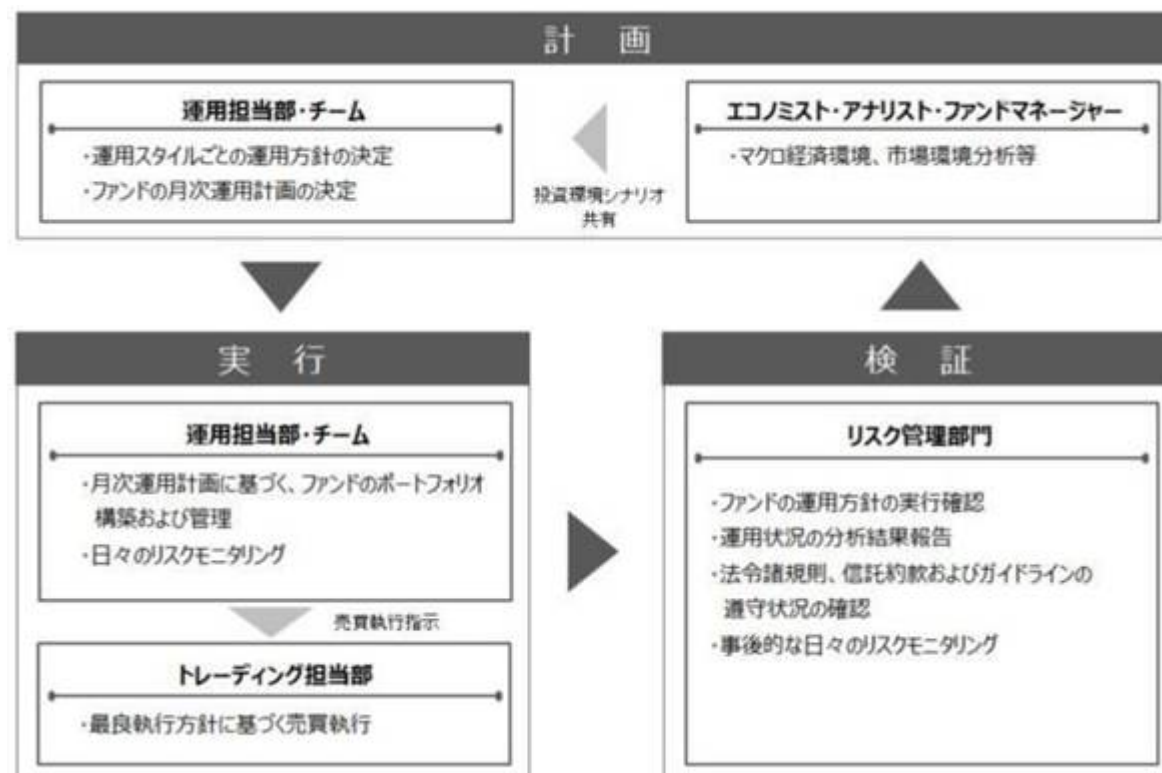 計 画
運用担当部・チーム
・運用スタイルごとの運用方針の決定
・ファンドの月次運用計画の決定
投資環境シナリオ
共有
エコノミスト・アナリスト・ファンドマネージャー
・マクロ経済環境、市場環境分析等
実 行
運用担当部・チーム
・月次運用計画に基づく、ファンドのポートフォリオ
構築および管理
・日々のリスクモニタリング
売買執行指示
トレーディング担当部
・最良執行方針に基づく売買執行
検 証
リスク管理部門
・ファンドの運用方針の実行確認
・運用状況の分析結果報告
・法令諸規則、信託約款およびガイドラインの
遵守状況の確認
・事後的な日々のリスクモニタリング